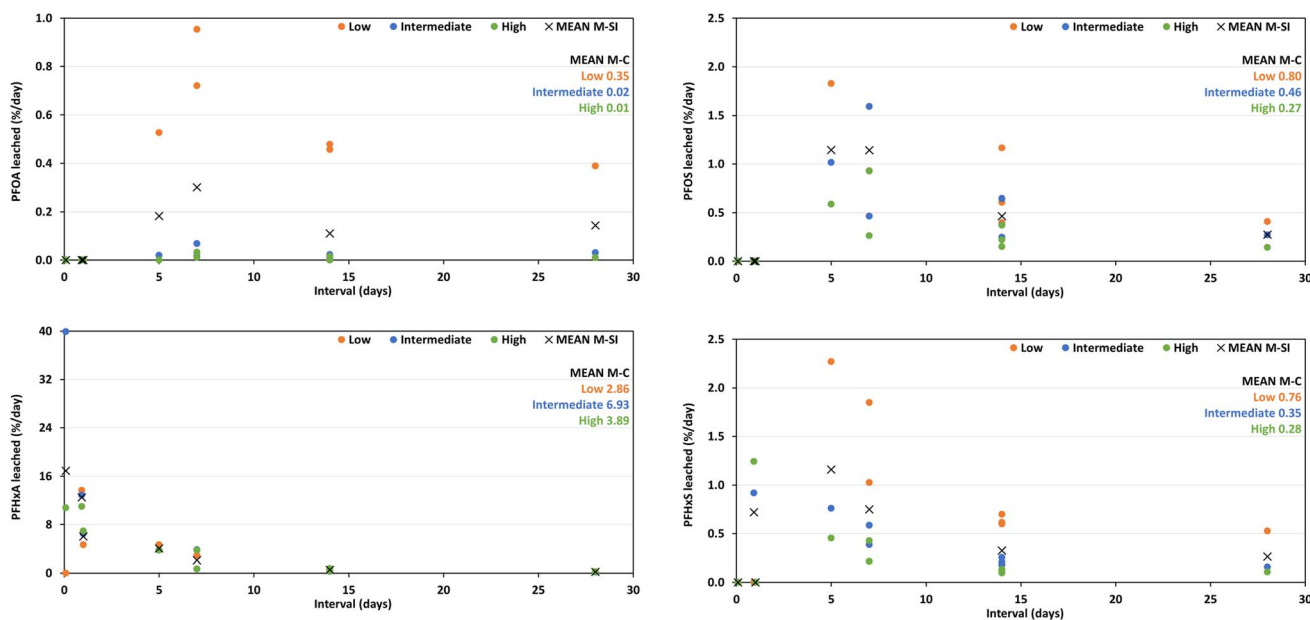 Low Intermediate High MEAN M-SI
MEAN M-C
Low 0.35
Intermediate 0.02
High 0.01
1.0
0.8
0.6
0.4
0.2
0.0
PFOA leached (%/day)
0 5 10 15 20 25 30
Interval (days)
Low Intermediate High MEAN M-SI
MEAN M-C
Low 0.80
Intermediate 0.46
High 0.27
2.5
2.0
1.5
1.0
0.5
0.0
PFOS leached (%/day)
0 5 10 15 20 25 30
Interval (days)
Low Intermediate High MEAN M-SI
MEAN M-C
Low 2.86
Intermediate 6.93
High 3.89
40
32
24
16
8
0
PFHxA leached (%/day)
0 5 10 15 20 25 30
Interval (days)
Low Intermediate High MEAN M-SI
MEAN M-C
Low 0.76
Intermediate 0.35
High 0.28
2.5
2.0
1.5
1.0
0.5
0.0
PFHxS leached (%/day)
0 5 10 15 20 25 30
Interval (days)